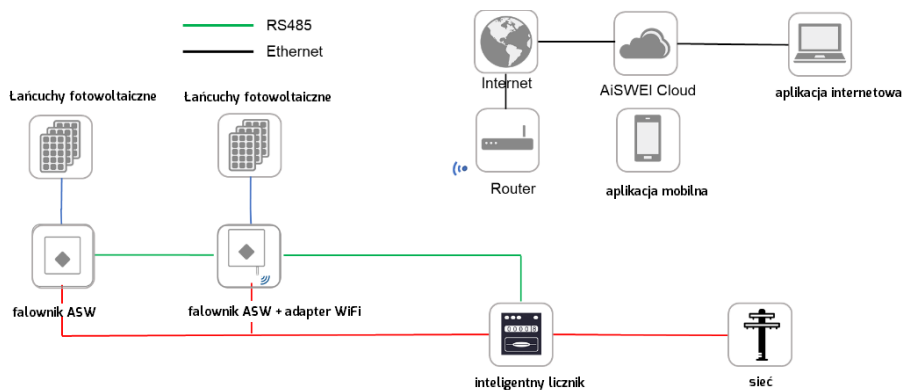 RS485
Ethernet
Internet
AiSWEI Cloud
aplikacja internetowa
Łańcuchy fotowoltaiczne
Łańcuchy fotowoltaiczne
Router
aplikacja mobilna
falownik ASW
falownik ASW + adapter WiFi
inteligentny licznik
sieć